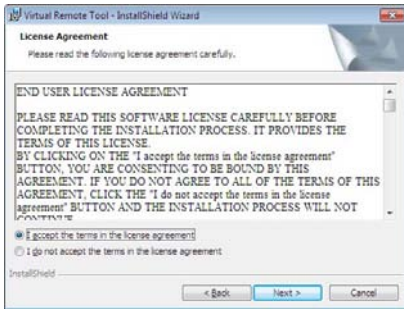 Virtual Remote Tool - InstallShield Wizard
License Agreement
Please read the following license agreement carefully.
END USER LICENSE AGREEMENT
PLEASE READ THIS SOFTWARE LICENSE CAREFULLY BEFORE
COMPLETING THE INSTALLATION PROCESS. IT PROVIDES THE
TERMS OF THIS LICENSE.
BY CLICKING ON THE "I accept the terms in the license agreement"
BUTTON, YOU ARE CONSENTING TO BE BOUND BY THIS
AGREEMENT. IF YOU DO NOT AGREE TO ALL OF THE TERMS OF THIS
AGREEMENT, CLICK THE "I do not accept the terms in the license
agreement" BUTTON AND THE INSTALLATION PROCESS WILL NOT
CONTINUE
I accept the terms in the license agreement
I do not accept the terms in the license agreement
InstallShield
< Back Next > Cancel